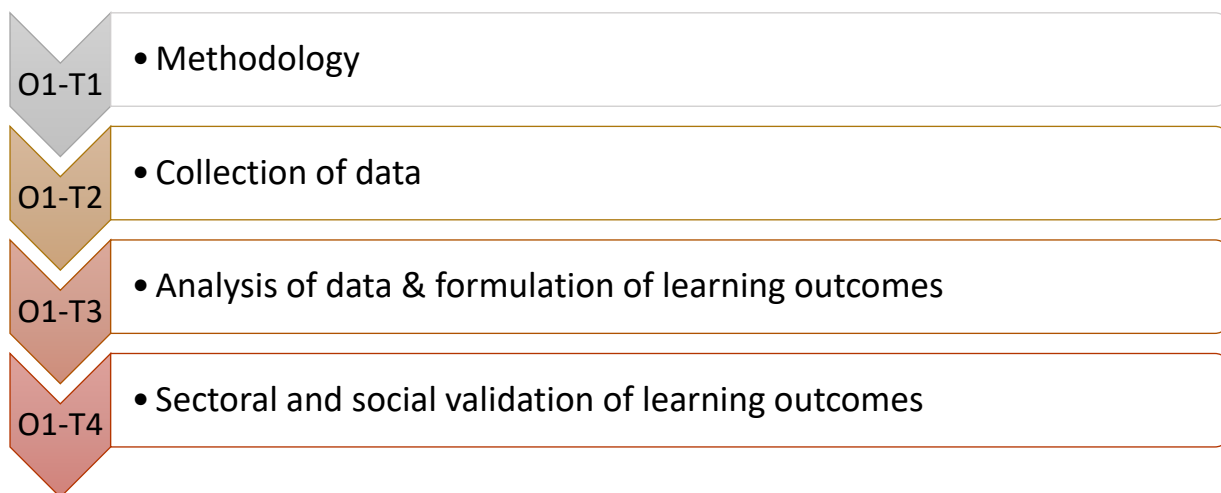 O1-T1
• Methodology
O1-T2
• Collection of data
O1-T3
• Analysis of data & formulation of learning outcomes
O1-T4
• Sectoral and social validation of learning outcomes